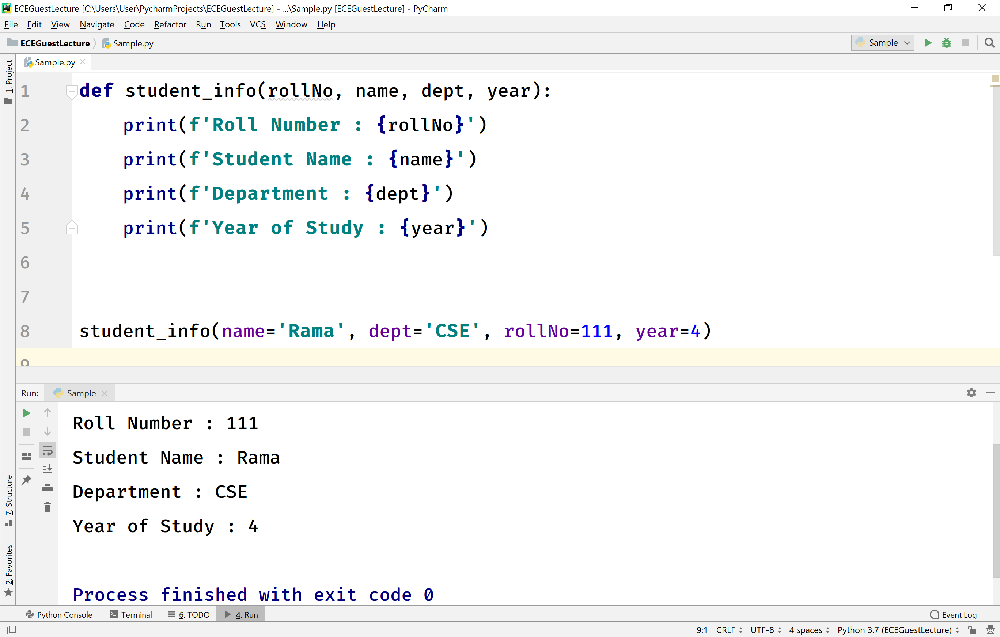 PC ECEGuestLecture [C:\Users\User\PycharmProjects\ECEGuestLecture] - ...\Sample.py [ECEGuestLecture] - PyCharm
File Edit View Navigate Code Refactor Run Tools VCS Window Help
ECEGuestLecture Sample.py Sample
Sample.py
1: Project
1 def student_info(rollNo, name, dept, year):
2 print(f'Roll Number : {rollNo}')
3 print(f'Student Name : {name}')
4 print(f'Department : {dept}')
5 print(f'Year of Study : {year}')
6
7
8 student_info(name='Rama', dept='CSE', rollNo=111, year=4)
9
Run: Sample
Roll Number : 111
Student Name : Rama
Department : CSE
Year of Study : 4
Process finished with exit code 0
7: Structure
2: Favorites
Python Console Terminal 6: TODO 4: Run Event Log
9:1 CRLF UTF-8 4 spaces Python 3.7 (ECEGuestLecture)